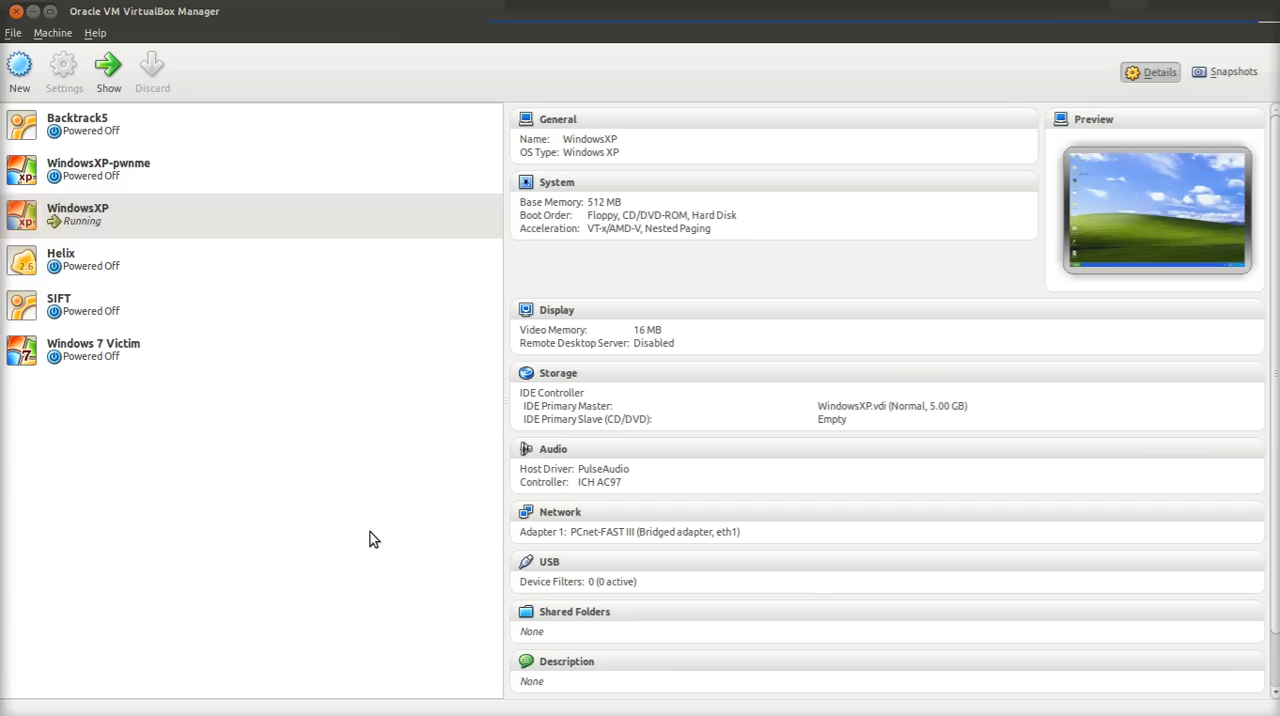 Oracle VM VirtualBox Manager
File Machine Help
New Settings Show Discard
Details Snapshots
Backtrack5
Powered Off
WindowsXP-pwnme
Powered Off
WindowsXP
Running
Helix
2.6
Powered Off
SIFT
Powered Off
Windows 7 Victim
Powered Off
General
Name: WindowsXP
OS Type: Windows XP
System
Base Memory: 512 MB
Boot Order: Floppy, CD/DVD-ROM, Hard Disk
Acceleration: VT-x/AMD-V, Nested Paging
Preview
Display
Video Memory: 16 MB
Remote Desktop Server: Disabled
Storage
IDE Controller
IDE Primary Master: WindowsXP.vdi (Normal, 5.00 GB)
IDE Primary Slave (CD/DVD): Empty
Audio
Host Driver: PulseAudio
Controller: ICH AC97
Network
Adapter 1: PCnet-FAST III (Bridged adapter, eth1)
USB
Device Filters: 0 (0 active)
Shared Folders
None
Description
None